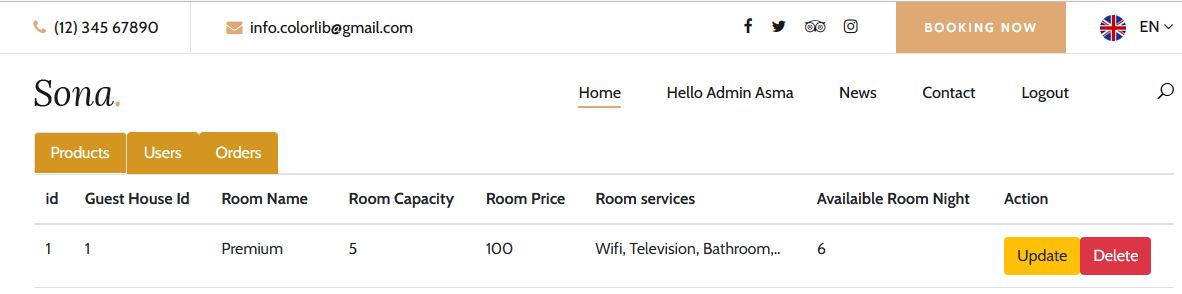 (12) 345 67890 info.colorlib@gmail.com BOOKING NOW EN
Sona. Home Hello Admin Asma News Contact Logout
Products Users Orders
id Guest House Id Room Name Room Capacity Room Price Room services Availaible Room Night Action
1 1 Premium 5 100 Wifi, Television, Bathroom,.. 6 Update Delete